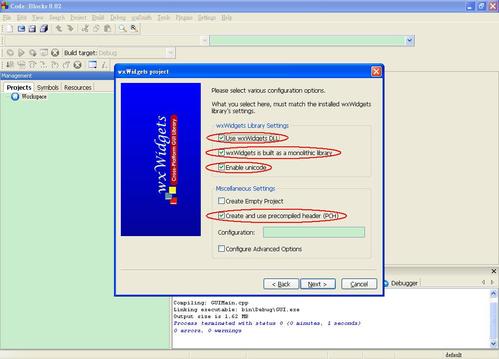 Code::Blocks 8.02
File Edit View Search Project Build Debug wxSmith Tools Plugins Settings Help
Build target: Debug
Management
Projects Symbols Resources
Workspace
wxWidgets project
wxWidgets
Cross-Platform GUI Library
Please select various configuration options.
What you select here, must match the installed wxWidgets
library's settings.
wxWidgets Library Settings
Use wxWidgets DLL
wxWidgets is built as a monolithic library
Enable unicode
Miscellaneous Settings
Create Empty Project
Create and use precompiled header (PCH)
Configuration:
Configure Advanced Options
< Back Next > Cancel
Debugger
Compiling: GUIMain.cpp
Linking executable: bin\Debug\GUI.exe
Output size is 1.62 MB
Process terminated with status 0 (0 minutes, 1 seconds)
0 errors, 0 warnings
default